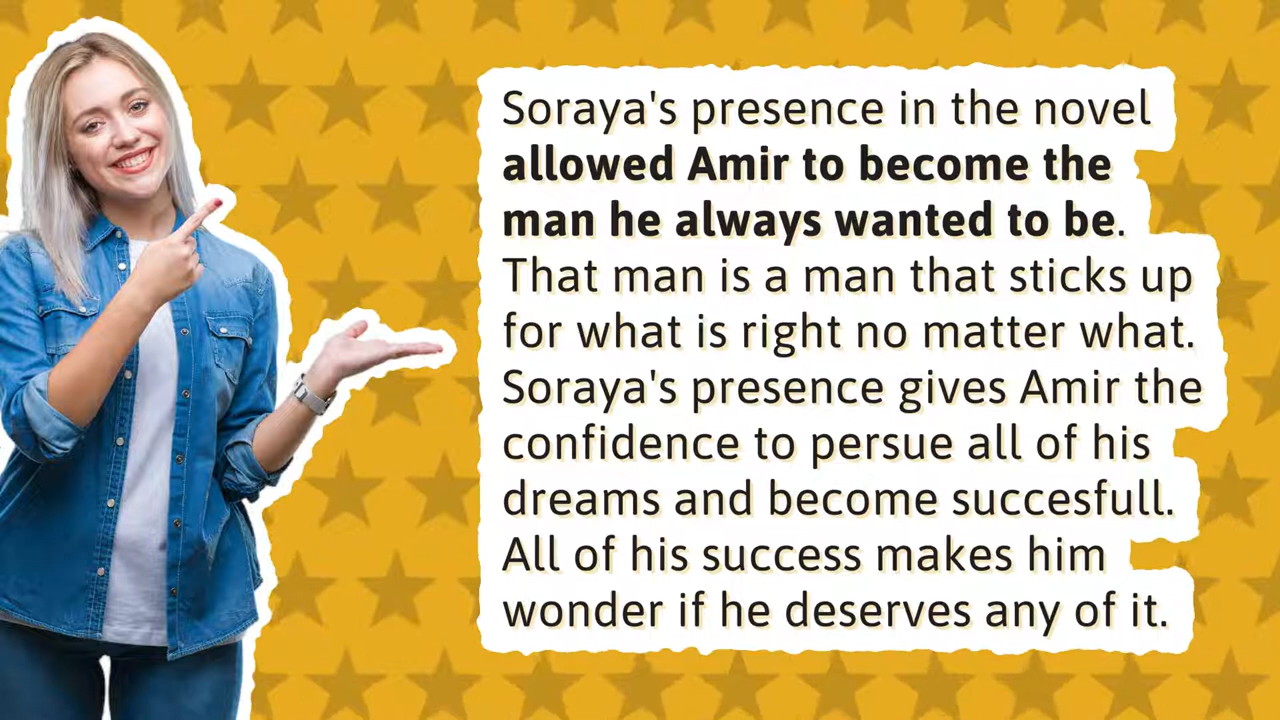 Soraya's presence in the novel
allowed Amir to become the
man he always wanted to be.
That man is a man that sticks up
for what is right no matter what.
Soraya's presence gives Amir the
confidence to persue all of his
dreams and become succesfull.
All of his success makes him
wonder if he deserves any of it.